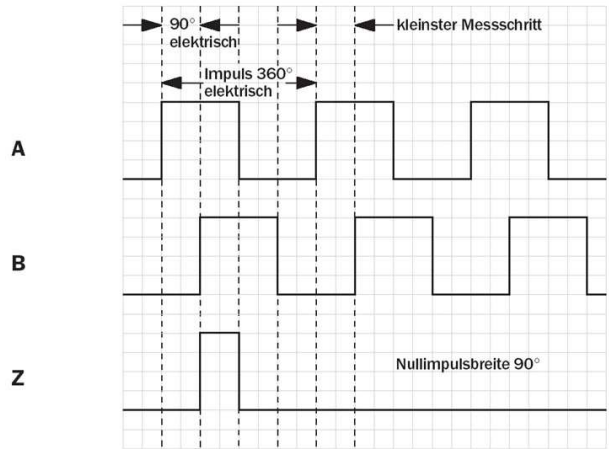 90°
elektrisch
kleinster Messschritt
Impuls 360°
elektrisch
A
B
Z
Nullimpulsbreite 90°